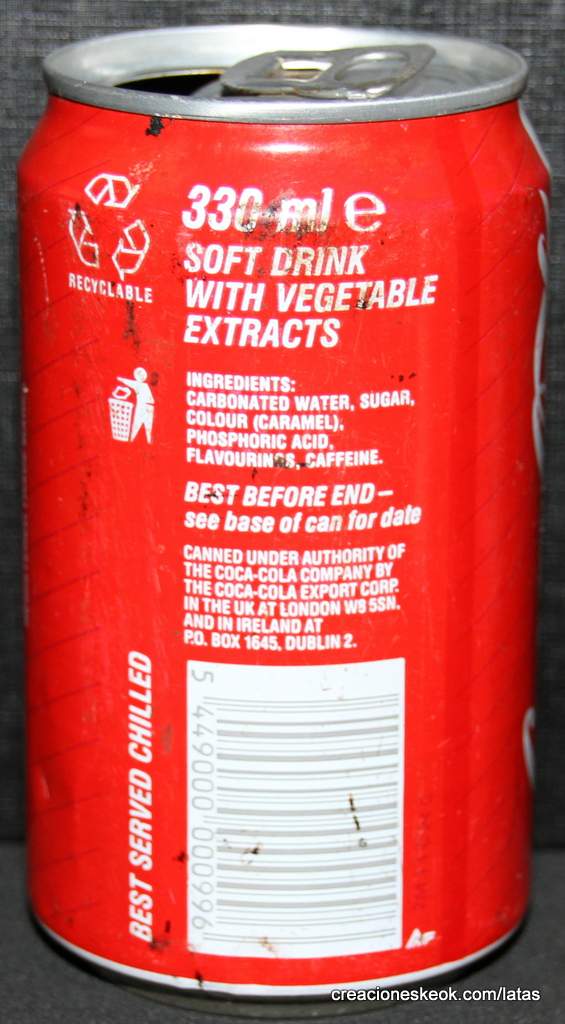 330 ml e
SOFT DRINK
WITH VEGETABLE
EXTRACTS
RECYCLABLE
INGREDIENTS:
CARBONATED WATER, SUGAR,
COLOUR (CARAMEL),
PHOSPHORIC ACID,
FLAVOURINGS, CAFFEINE.
BEST BEFORE END –
see base of can for date
CANNED UNDER AUTHORITY OF
THE COCA-COLA COMPANY BY
THE COCA-COLA EXPORT CORP.
IN THE UK AT LONDON W6 5SN.
AND IN IRELAND AT
P.O. BOX 1645, DUBLIN 2.
BEST SERVED CHILLED
5 449000 000996
creacioneskeok.com/latas